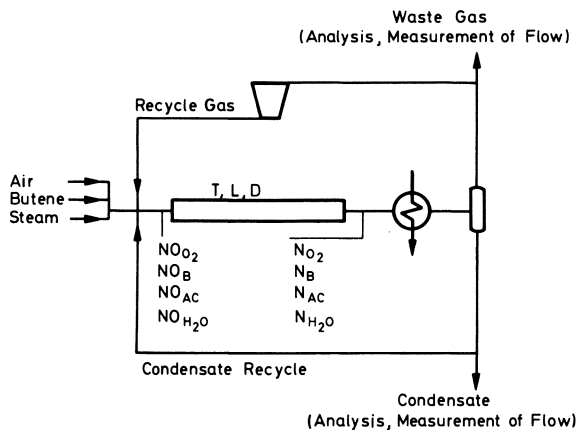 Waste Gas
(Analysis, Measurement of Flow)
Recycle Gas
Air
Butene
Steam
T, L, D
NO_O2
NO_B
NO_AC
NO_H2O
N_O2
N_B
N_AC
N_H2O
Condensate Recycle
Condensate
(Analysis, Measurement of Flow)